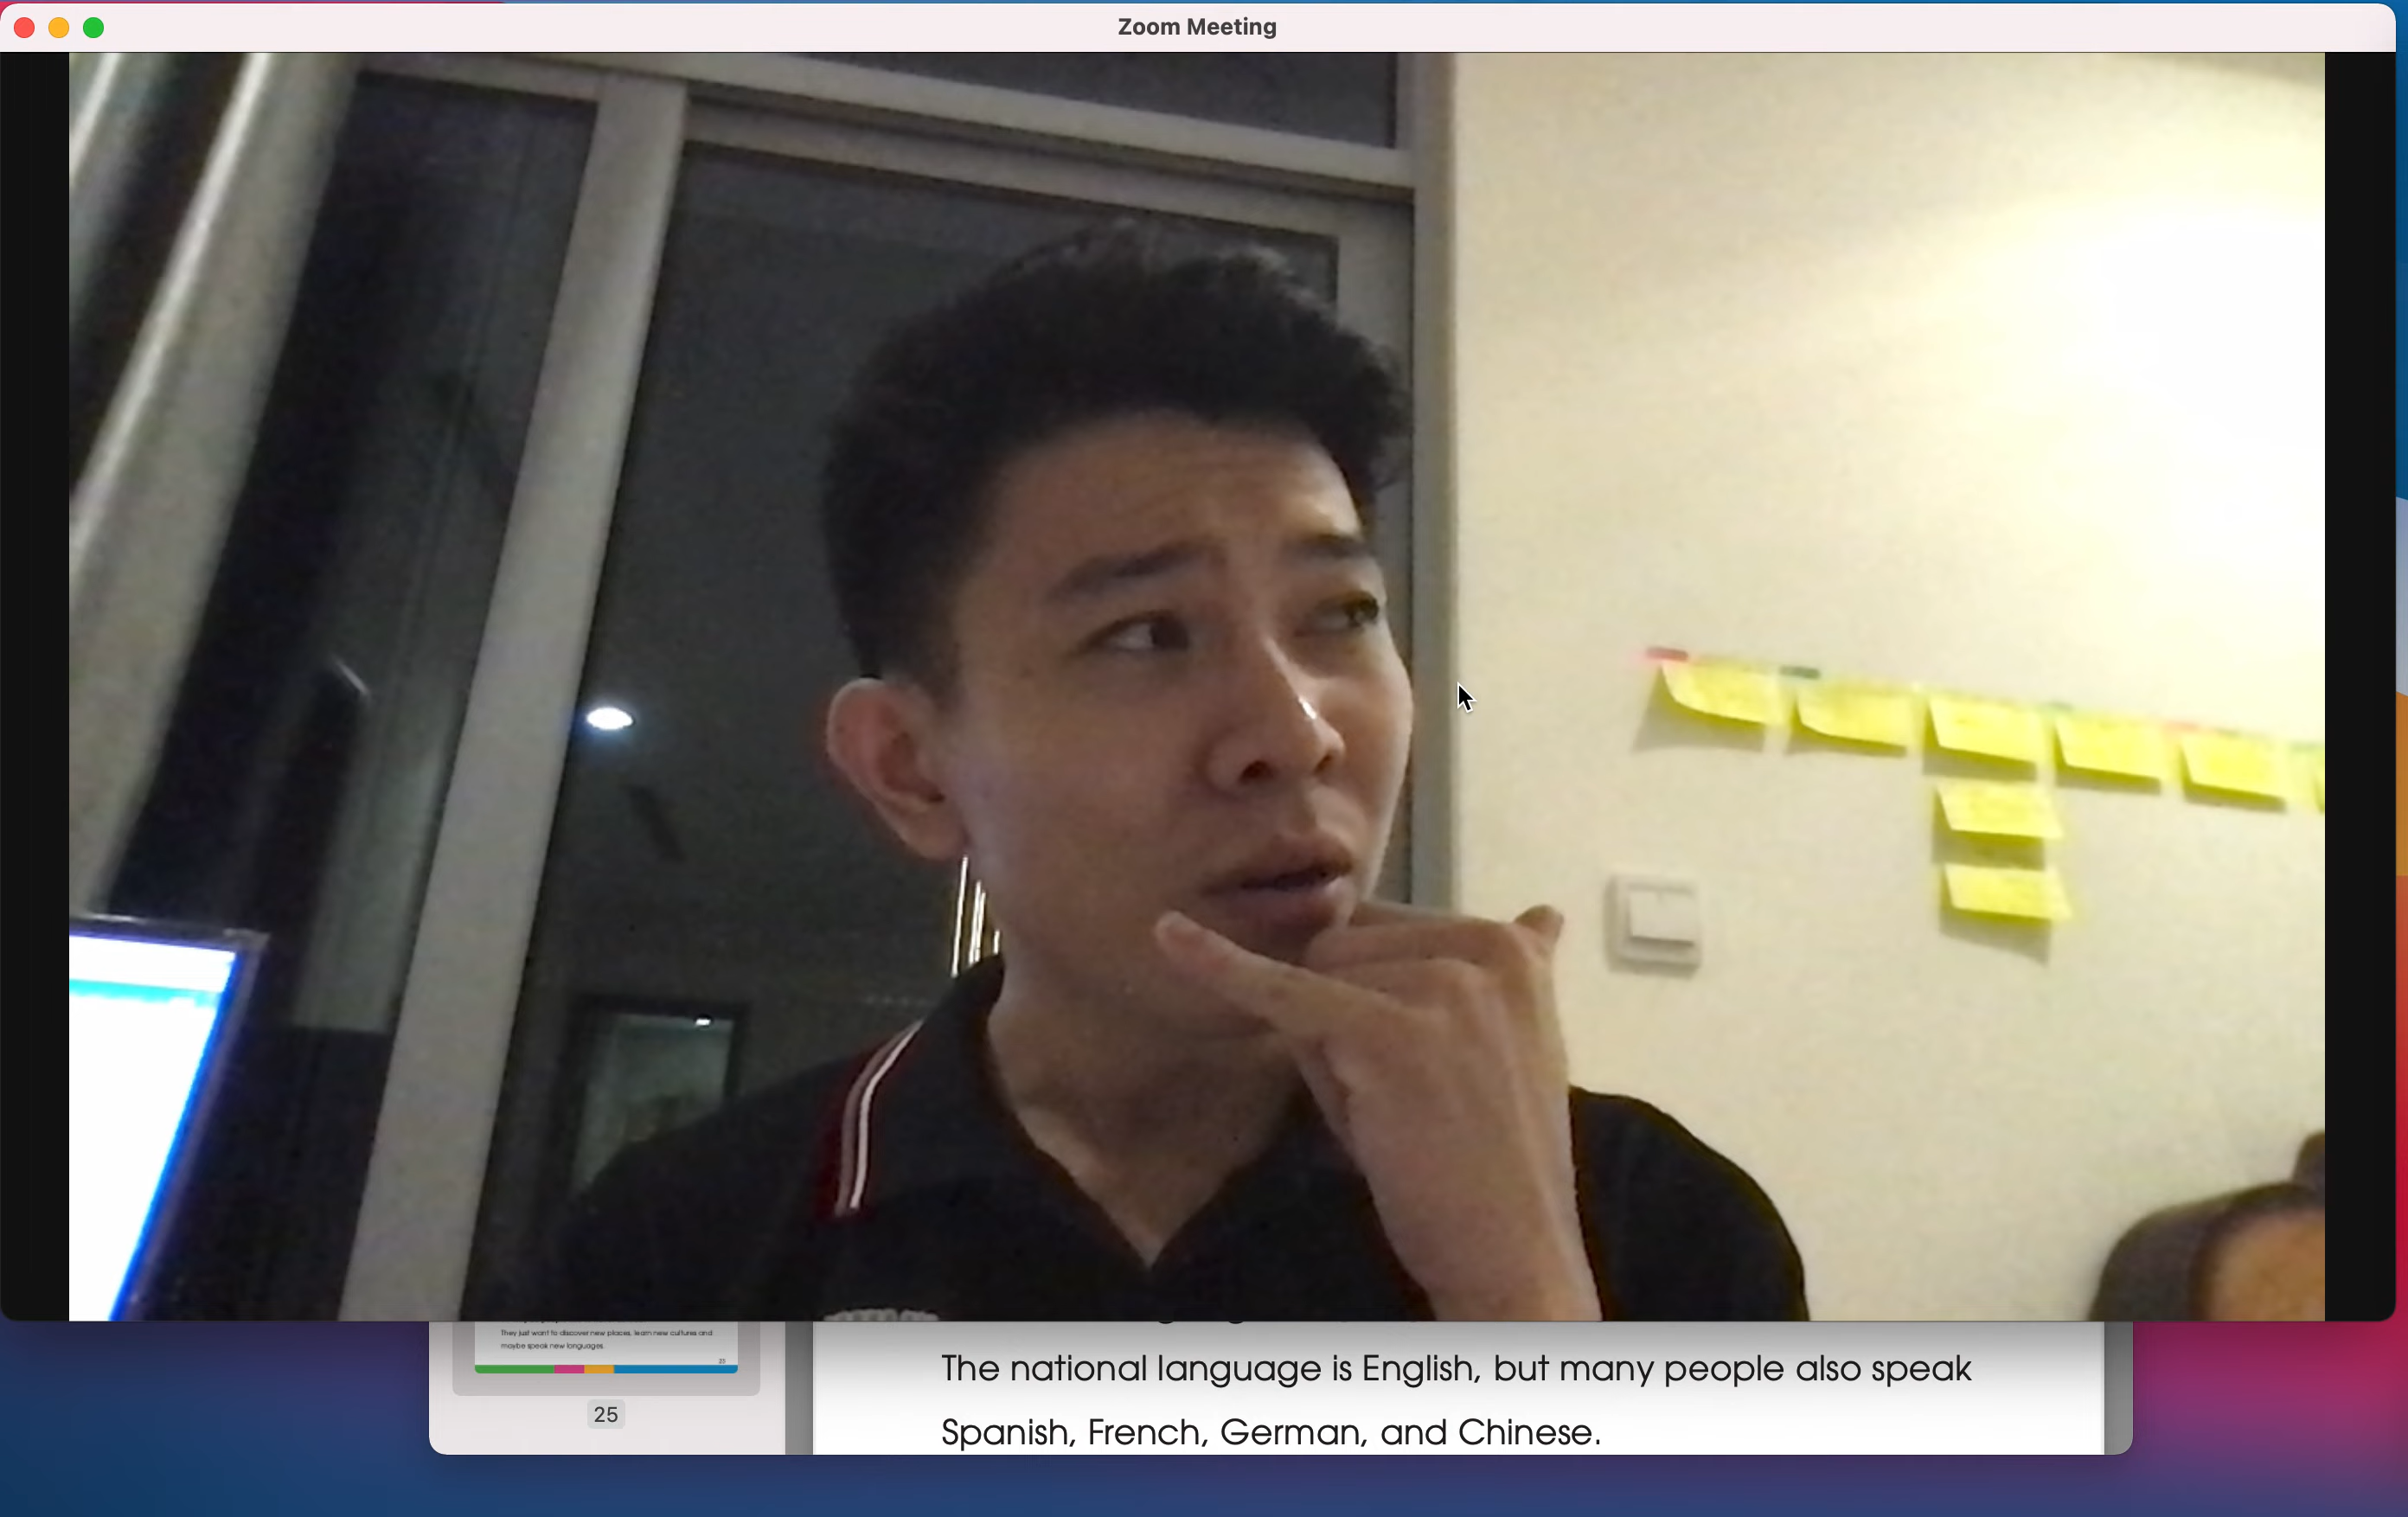 Zoom Meeting
They just want to discover new places, learn new cultures and
maybe speak new languages.
25
The national language is English, but many people also speak
Spanish, French, German, and Chinese.